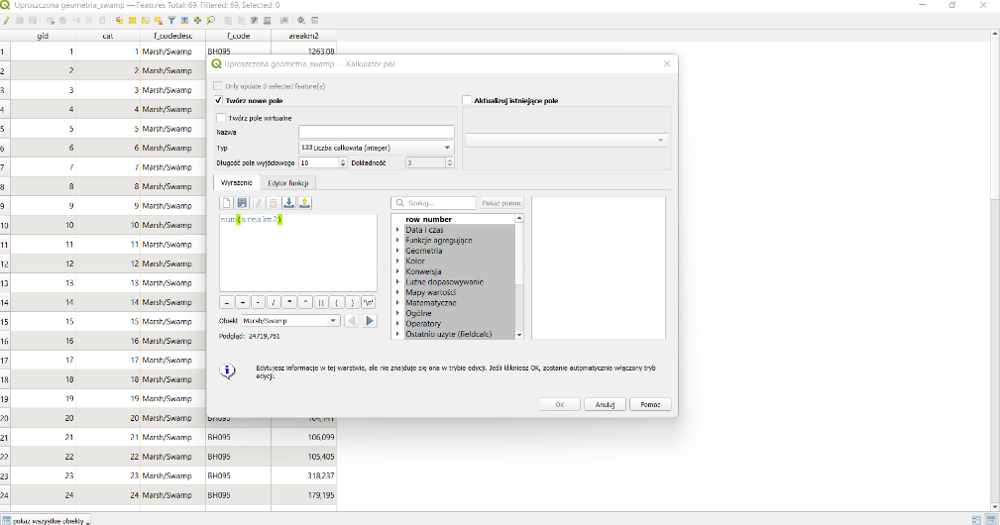 Uproszczona geometria_swamp — Features Total: 69, Filtered: 69, Selected: 0
gid cat f_codedesc f_code areakm2
1 1 1 Marsh/Swamp BH095 1263,08
2 2 2 Marsh/Swamp
3 3 3 Marsh/Swamp
4 4 4 Marsh/Swamp
5 5 5 Marsh/Swamp
6 6 6 Marsh/Swamp
7 7 7 Marsh/Swamp
8 8 8 Marsh/Swamp
9 9 9 Marsh/Swamp
10 10 10 Marsh/Swamp
11 11 11 Marsh/Swamp
12 12 12 Marsh/Swamp
13 13 13 Marsh/Swamp
14 14 14 Marsh/Swamp
15 15 15 Marsh/Swamp
16 16 16 Marsh/Swamp
17 17 17 Marsh/Swamp
18 18 18 Marsh/Swamp
19 19 19 Marsh/Swamp
20 20 20 Marsh/Swamp BH095 164,141
21 21 21 Marsh/Swamp BH095 106,099
22 22 22 Marsh/Swamp BH095 105,405
23 23 23 Marsh/Swamp BH095 318,237
24 24 24 Marsh/Swamp BH095 179,195
pokaż wszystkie obiekty
Uproszczona geometria_swamp — Kalkulator pól
Only update 0 selected feature(s)
Twórz nowe pole
Aktualizuj istniejące pole
Twórz pole wirtualne
Nazwa
Typ 123 Liczba całkowita (integer)
Długość pola wyjściowego 10 Dokładność 3
Wyrażenie Edytor funkcji
Szukaj... Pokaż pomoc
sum(areakm2)
row_number
Data i czas
Funkcje agregujące
Geometria
Kolor
Konwersja
Luźne dopasowywanie
Mapy wartości
Matematyczne
Ogólne
Operatory
Ostatnio użyte (fieldcalc)
= + - / * ^ || ( ) '\n'
Obiekt Marsh/Swamp
Podgląd: 24719,761
Edytujesz informacje w tej warstwie, ale nie znajduje się ona w trybie edycji. Jeśli klikniesz OK, zostanie automatycznie włączony tryb
edycji.
OK Anuluj Pomoc